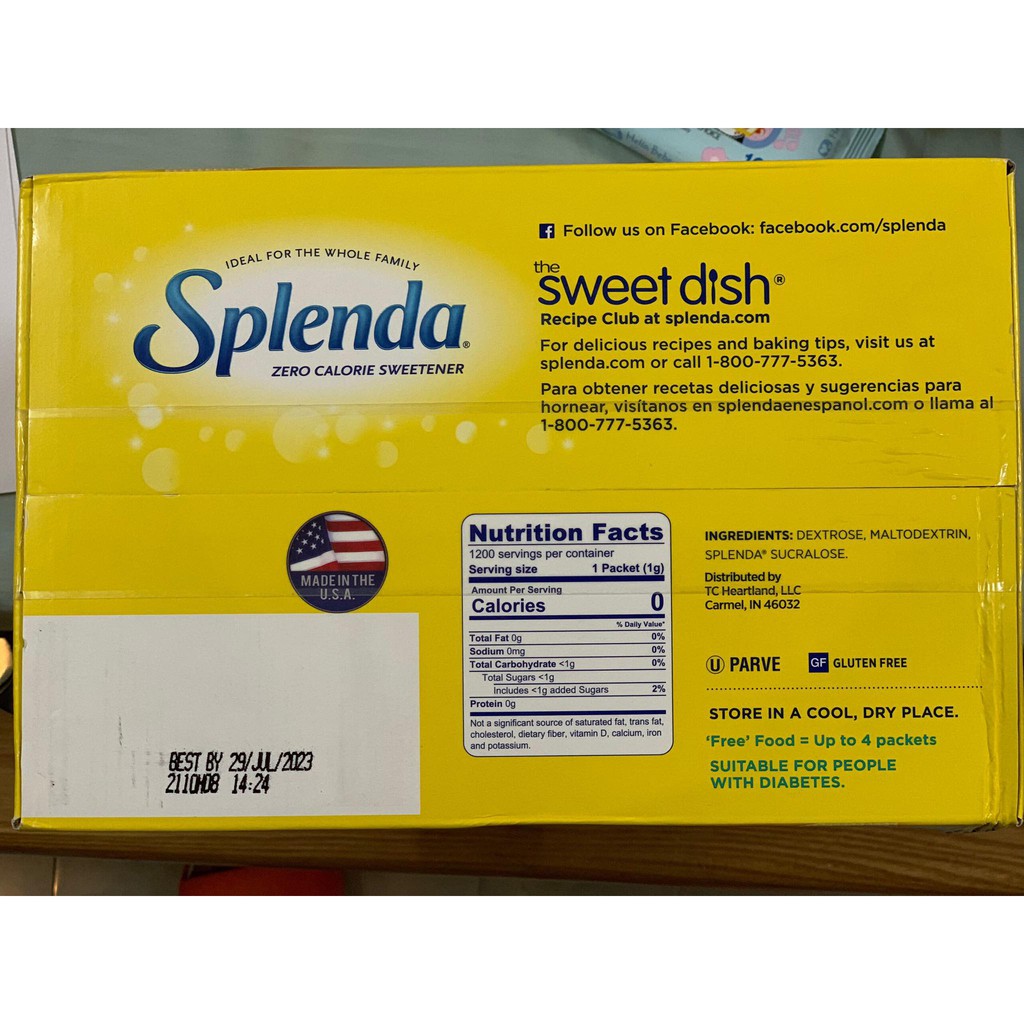 IDEAL FOR THE WHOLE FAMILY
Splenda®
ZERO CALORIE SWEETENER
f Follow us on Facebook: facebook.com/splenda
the
sweet dish®
Recipe Club at splenda.com
For delicious recipes and baking tips, visit us at
splenda.com or call 1-800-777-5363.
Para obtener recetas deliciosas y sugerencias para
hornear, visítanos en splendaenespanol.com o llama al
1-800-777-5363.
MADE IN THE
U.S.A.
BEST BY 29/JUL/2023
2110H08 14:24
Nutrition Facts
1200 servings per container
Serving size 1 Packet (1g)
Amount Per Serving
Calories 0
% Daily Value*
Total Fat 0g 0%
Sodium 0mg 0%
Total Carbohydrate <1g 0%
Total Sugars <1g
Includes <1g added Sugars 2%
Protein 0g
Not a significant source of saturated fat, trans fat,
cholesterol, dietary fiber, vitamin D, calcium, iron
and potassium.
INGREDIENTS: DEXTROSE, MALTODEXTRIN,
SPLENDA® SUCRALOSE.
Distributed by
TC Heartland, LLC
Carmel, IN 46032
U PARVE
GF GLUTEN FREE
STORE IN A COOL, DRY PLACE.
‘Free’ Food = Up to 4 packets
SUITABLE FOR PEOPLE
WITH DIABETES.